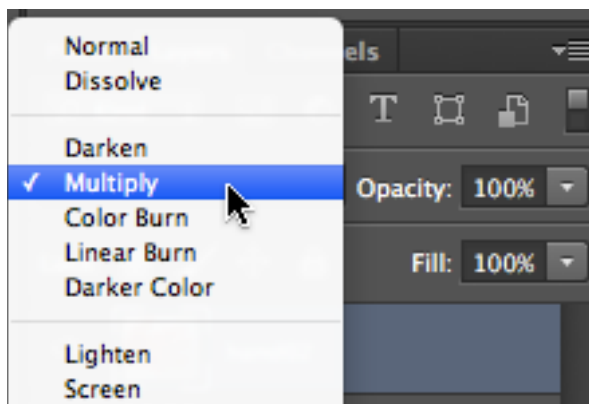 Normal
Dissolve
Darken
✓ Multiply
Color Burn
Linear Burn
Darker Color
Lighten
Screen
els
T
Opacity: 100%
Fill: 100%